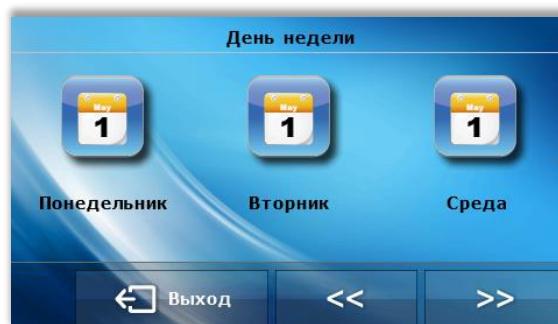 День недели
May May May
1 1 1
Понедельник Вторник Среда
Выход << >>